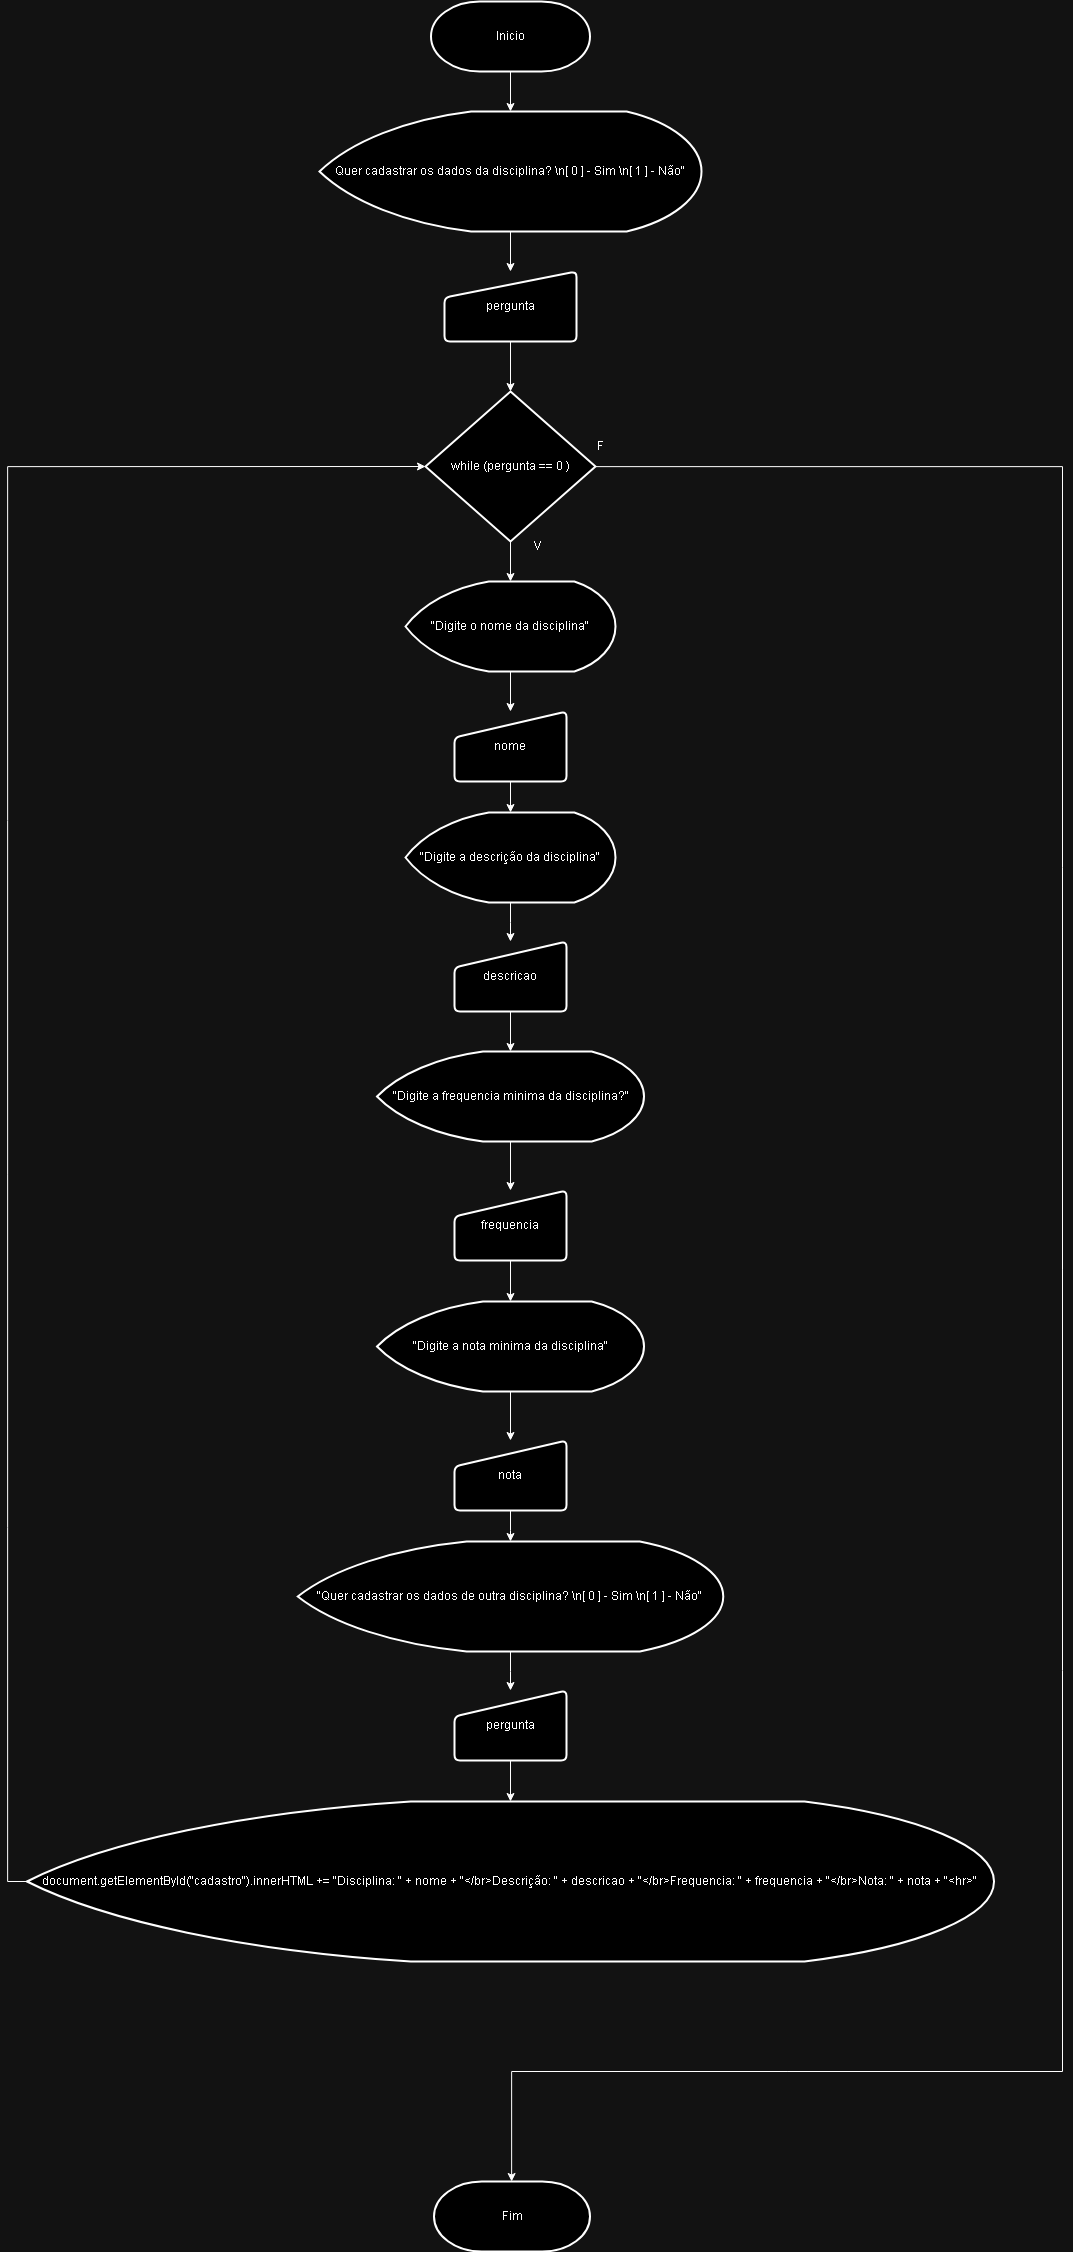 Inicio
Quer cadastrar os dados da disciplina? \n[ 0 ] - Sim \n[ 1 ] - Não"
pergunta
F
while (pergunta == 0 )
V
"Digite o nome da disciplina"
nome
"Digite a descrição da disciplina"
descricao
"Digite a frequencia minima da disciplina?"
frequencia
"Digite a nota minima da disciplina"
nota
"Quer cadastrar os dados de outra disciplina? \n[ 0 ] - Sim \n[ 1 ] - Não"
pergunta
document.getElementById("cadastro").innerHTML += "Disciplina: " + nome + "</br>Descrição: " + descricao + "</br>Frequencia: " + frequencia + "</br>Nota: " + nota + "<hr>"
Fim